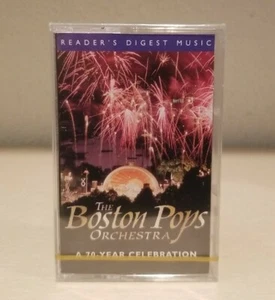 READER'S DIGEST MUSIC
THE
Boston Pops
ORCHESTRA
A 70-YEAR CELEBRATION